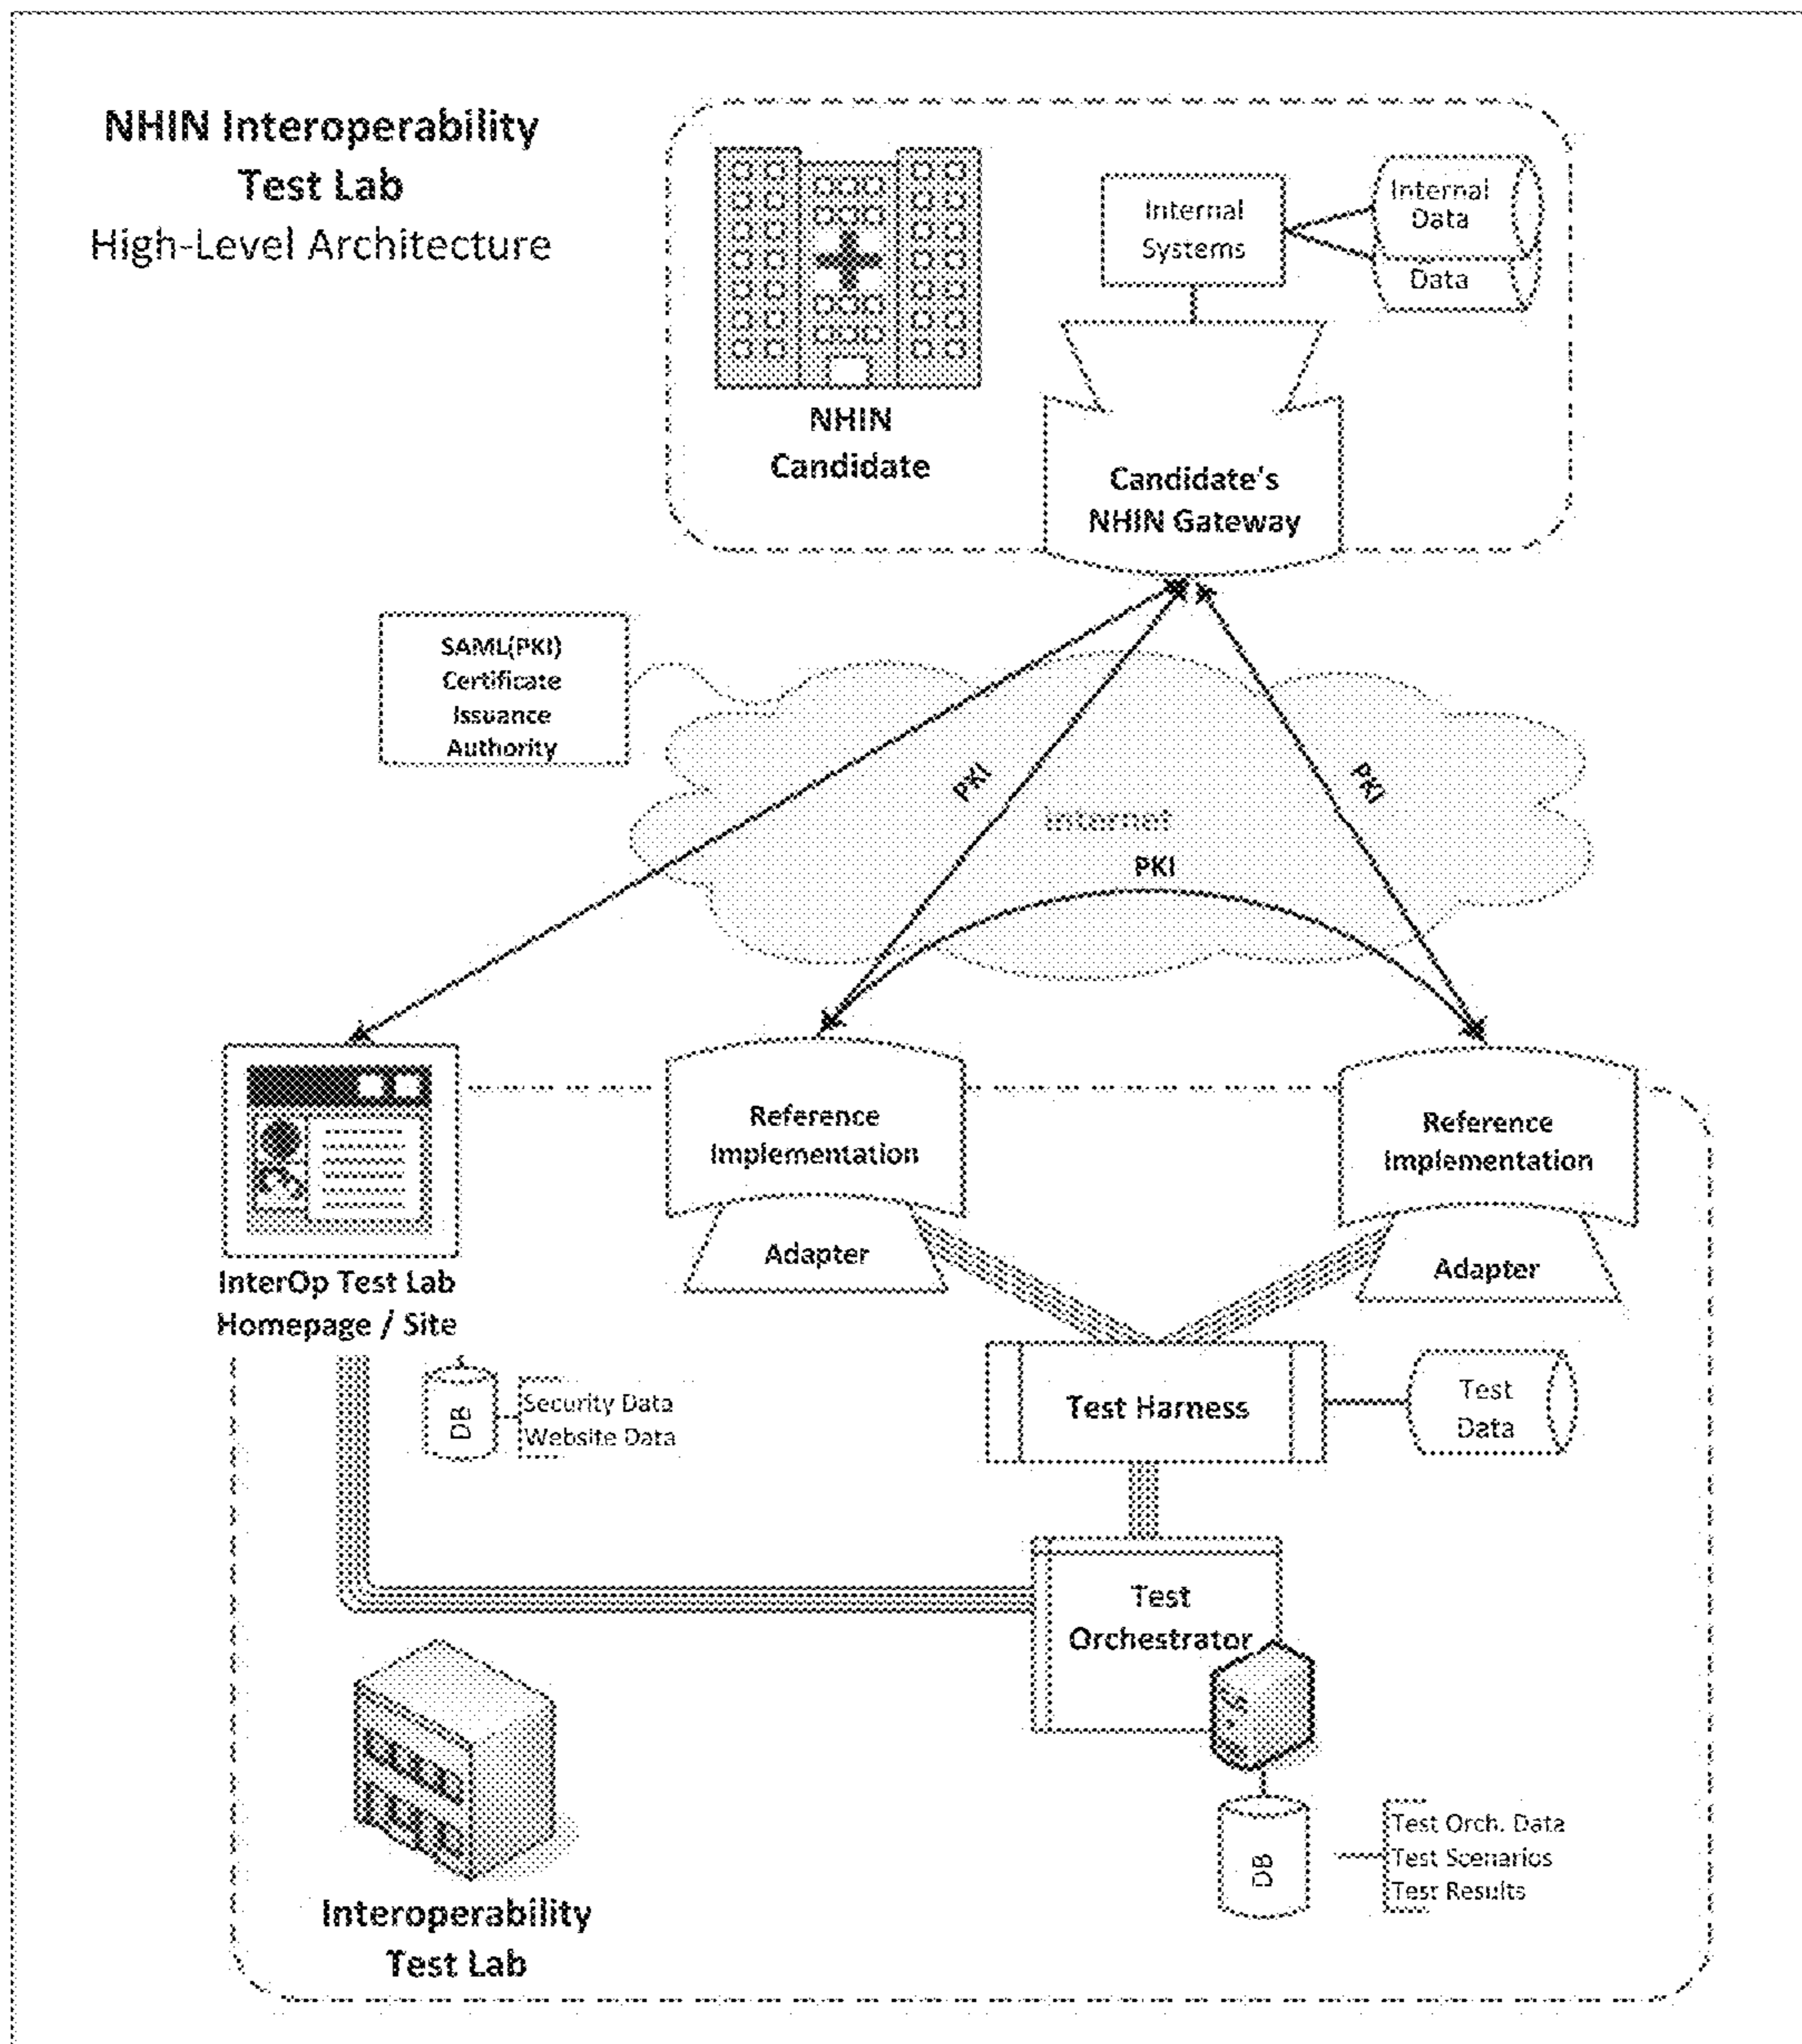 NHIN Interoperability
Test Lab
High-Level Architecture
NHIN
Candidate
Internal
Systems
Internal
Data
Data
Candidate's
NHIN Gateway
SAML(PKI)
Certificate
Issuance
Authority
PKI
PKI
Internet
PKI
Reference
Implementation
Adapter
Reference
Implementation
Adapter
InterOp Test Lab
Homepage / Site
DB
Security Data
Website Data
Test Harness
Test
Data
Test
Orchestrator
DB
Test Orch. Data
Test Scenarios
Test Results
Interoperability
Test Lab